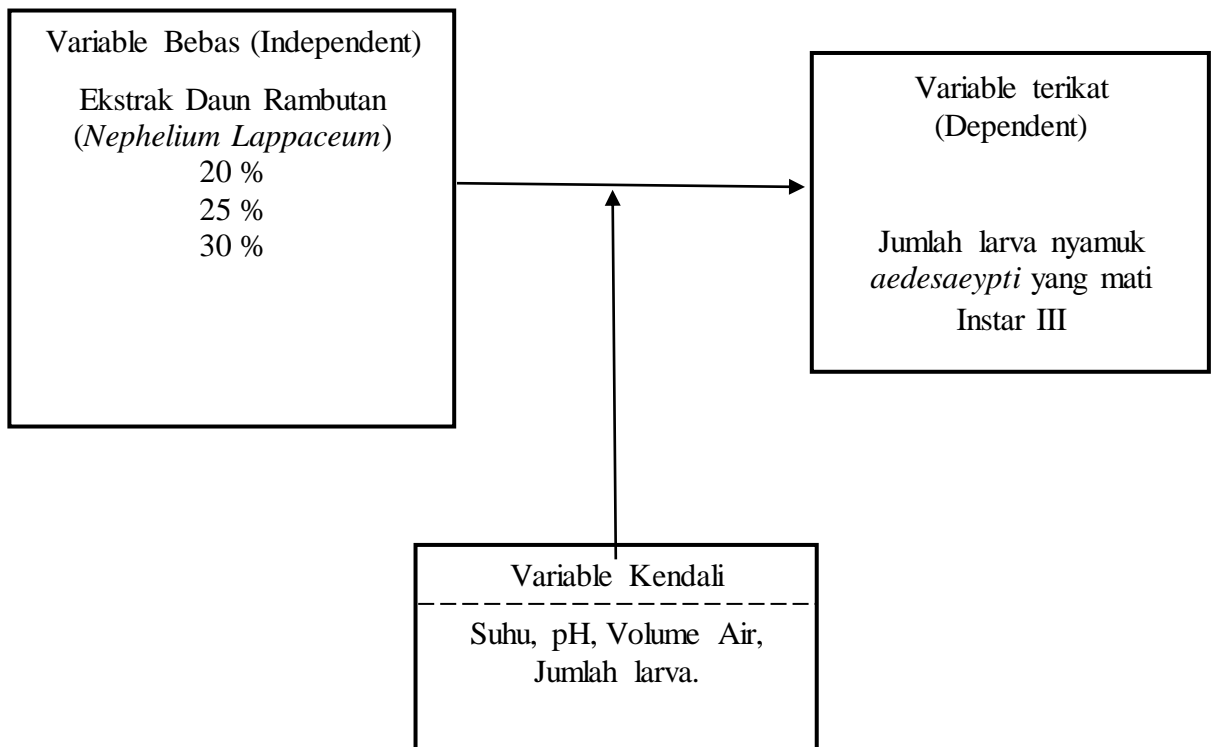 Variable Bebas (Independent)
Ekstrak Daun Rambutan
(Nephelium Lappaceum)
20 %
25 %
30 %
Variable terikat
(Dependent)
Jumlah larva nyamuk
aedesaeypti yang mati
Instar III
Variable Kendali
Suhu, pH, Volume Air,
Jumlah larva.